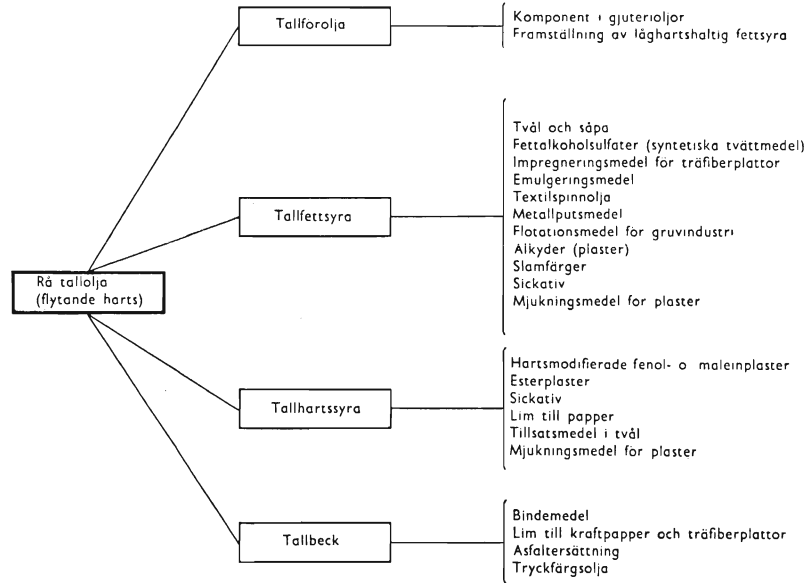 Tallförolja
Komponent i gjuterioljor
Framställning av låghartshaltig fettsyra
Tallfettsyra
Tvål och såpa
Fettalkoholsulfater (syntetiska tvättmedel)
Impregneringsmedel för träfiberplattor
Emulgeringsmedel
Textilspinnolja
Metallputsmedel
Flotationsmedel för gruvindustri
Alkyder (plaster)
Slamfärger
Sickativ
Mjukningsmedel för plaster
Rå tallolja
(flytande harts)
Tallhartssyra
Hartsmodifierade fenol- o maleinplaster
Esterplaster
Sickativ
Lim till papper
Tillsatsmedel i tvål
Mjukningsmedel för plaster
Tallbeck
Bindemedel
Lim till kraftpapper och träfiberplattor
Asfaltersättning
Tryckfärgsolja